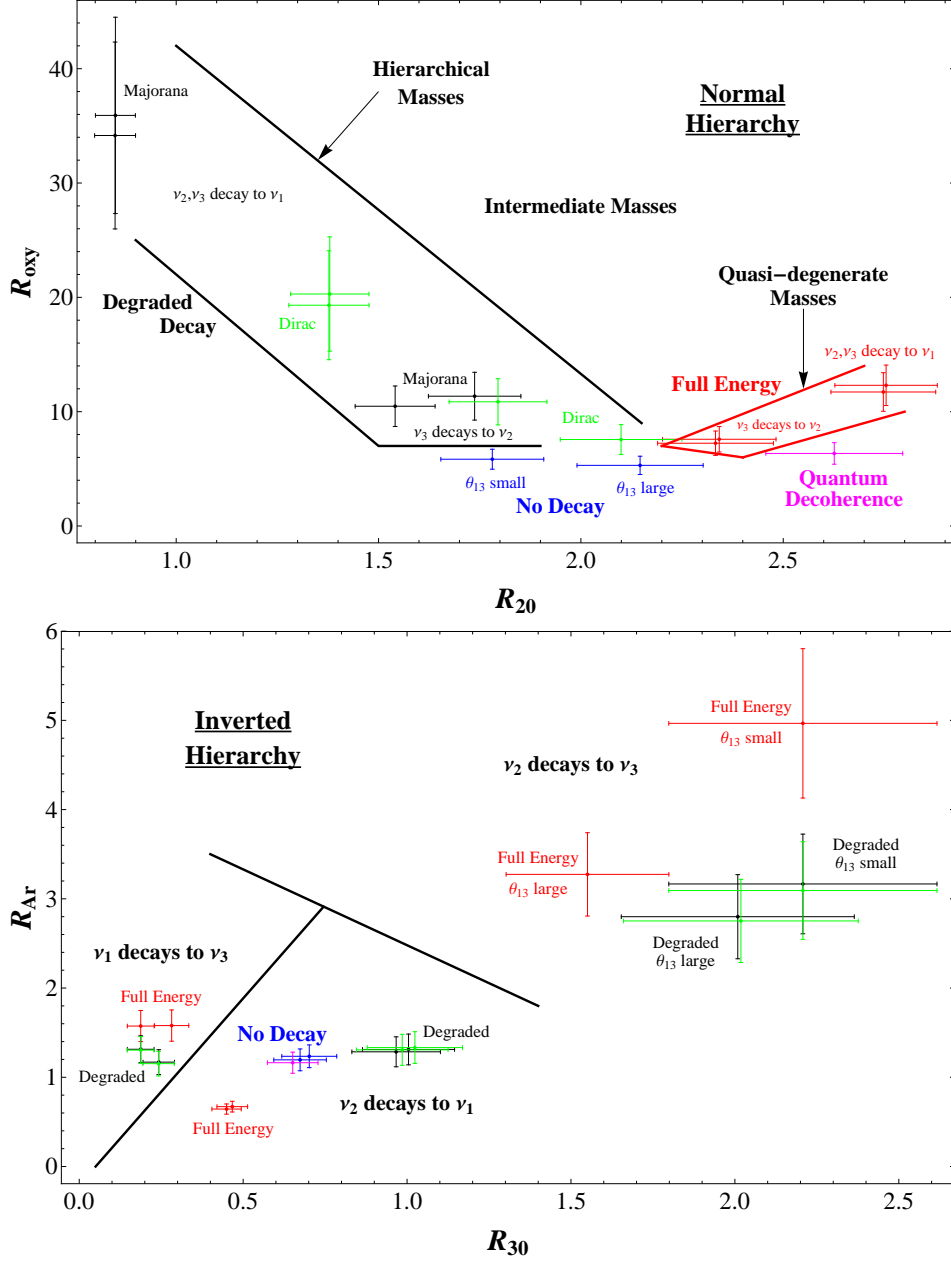 Normal
Hierarchy
Hierarchical
Masses
Majorana
ν2,ν3 decay to ν1
Intermediate Masses
Degraded
Decay
Dirac
Quasi−degenerate
Masses
ν2,ν3 decay to ν1
Full Energy
Majorana
Dirac
ν3 decays to ν2
ν3 decays to ν2
θ13 small
θ13 large
No Decay
Quantum
Decoherence
40
30
20
10
0
Roxy
1.0 1.5 2.0 2.5
R20
6
5
4
3
2
1
0
RAr
Inverted
Hierarchy
Full Energy
θ13 small
ν2 decays to ν3
Full Energy
θ13 large
Degraded
θ13 small
Degraded
θ13 large
ν1 decays to ν3
Full Energy
Degraded
No Decay
Degraded
ν2 decays to ν1
Full Energy
0.0 0.5 1.0 1.5 2.0 2.5
R30